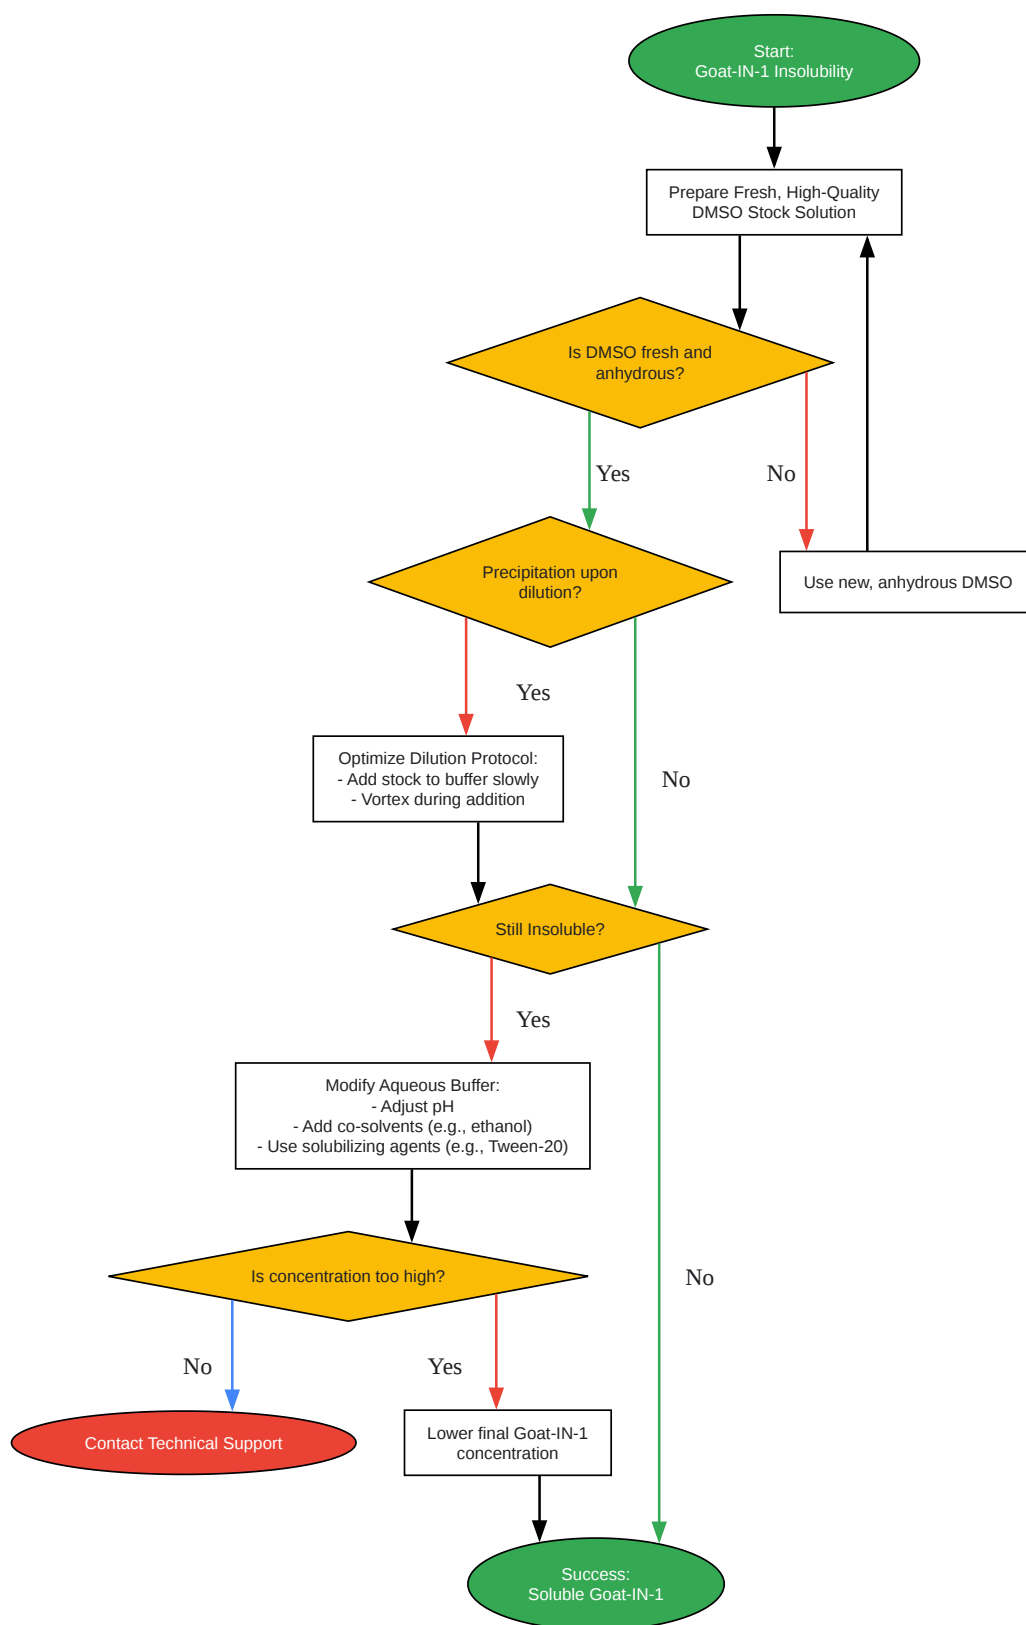 Start:
Goat-IN-1 Insolubility
Prepare Fresh, High-Quality
DMSO Stock Solution
Is DMSO fresh and
anhydrous?
Yes
No
Precipitation upon
dilution?
Use new, anhydrous DMSO
Yes
Optimize Dilution Protocol:
- Add stock to buffer slowly
- Vortex during addition
No
Still Insoluble?
Yes
Modify Aqueous Buffer:
- Adjust pH
- Add co-solvents (e.g., ethanol)
- Use solubilizing agents (e.g., Tween-20)
Is concentration too high?
No
No
Yes
Contact Technical Support
Lower final Goat-IN-1
concentration
Success:
Soluble Goat-IN-1